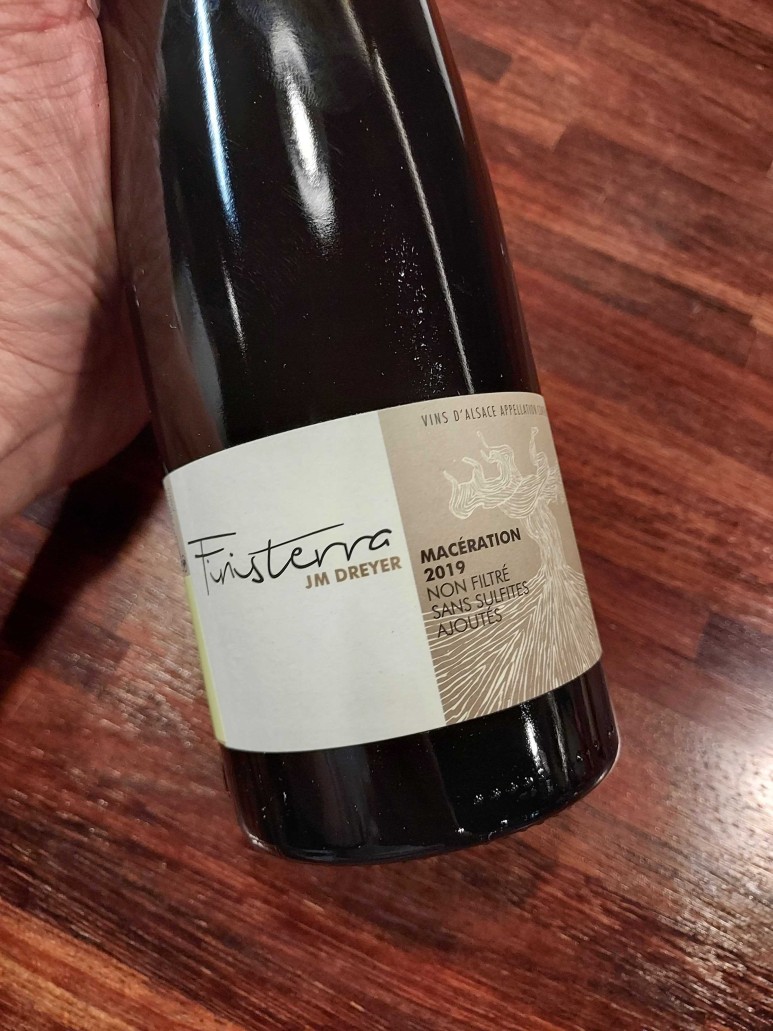 VINS D'ALSACE APPELLATION
Finisterra
JM DREYER
MACÉRATION
2019
NON FILTRÉ
SANS SULFITES
AJOUTÉS